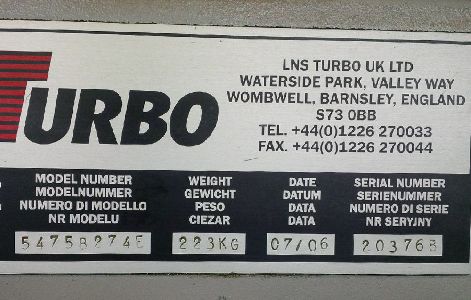 TURBO
LNS TURBO UK LTD
WATERSIDE PARK, VALLEY WAY
WOMBWELL, BARNSLEY, ENGLAND
S73 0BB
TEL. +44(0)1226 270033
FAX. +44(0)1226 270044
MODEL NUMBER
MODELNUMMER
NUMERO DI MODELLO
NR MODELU
5475B274E
WEIGHT
GEWICHT
PESO
CIEZAR
223KG
DATE
DATUM
DATA
DATA
07/06
SERIAL NUMBER
SERIENUMMER
NUMERO DI SERIE
NR SERYJNY
203768